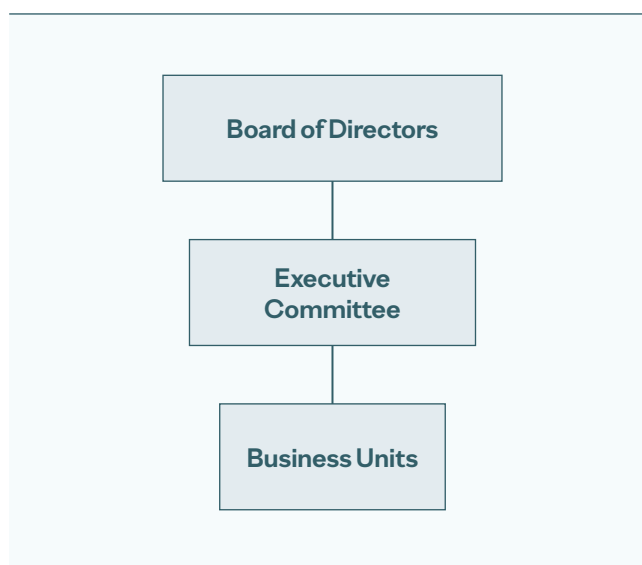 Board of Directors
Executive
Committee
Business Units